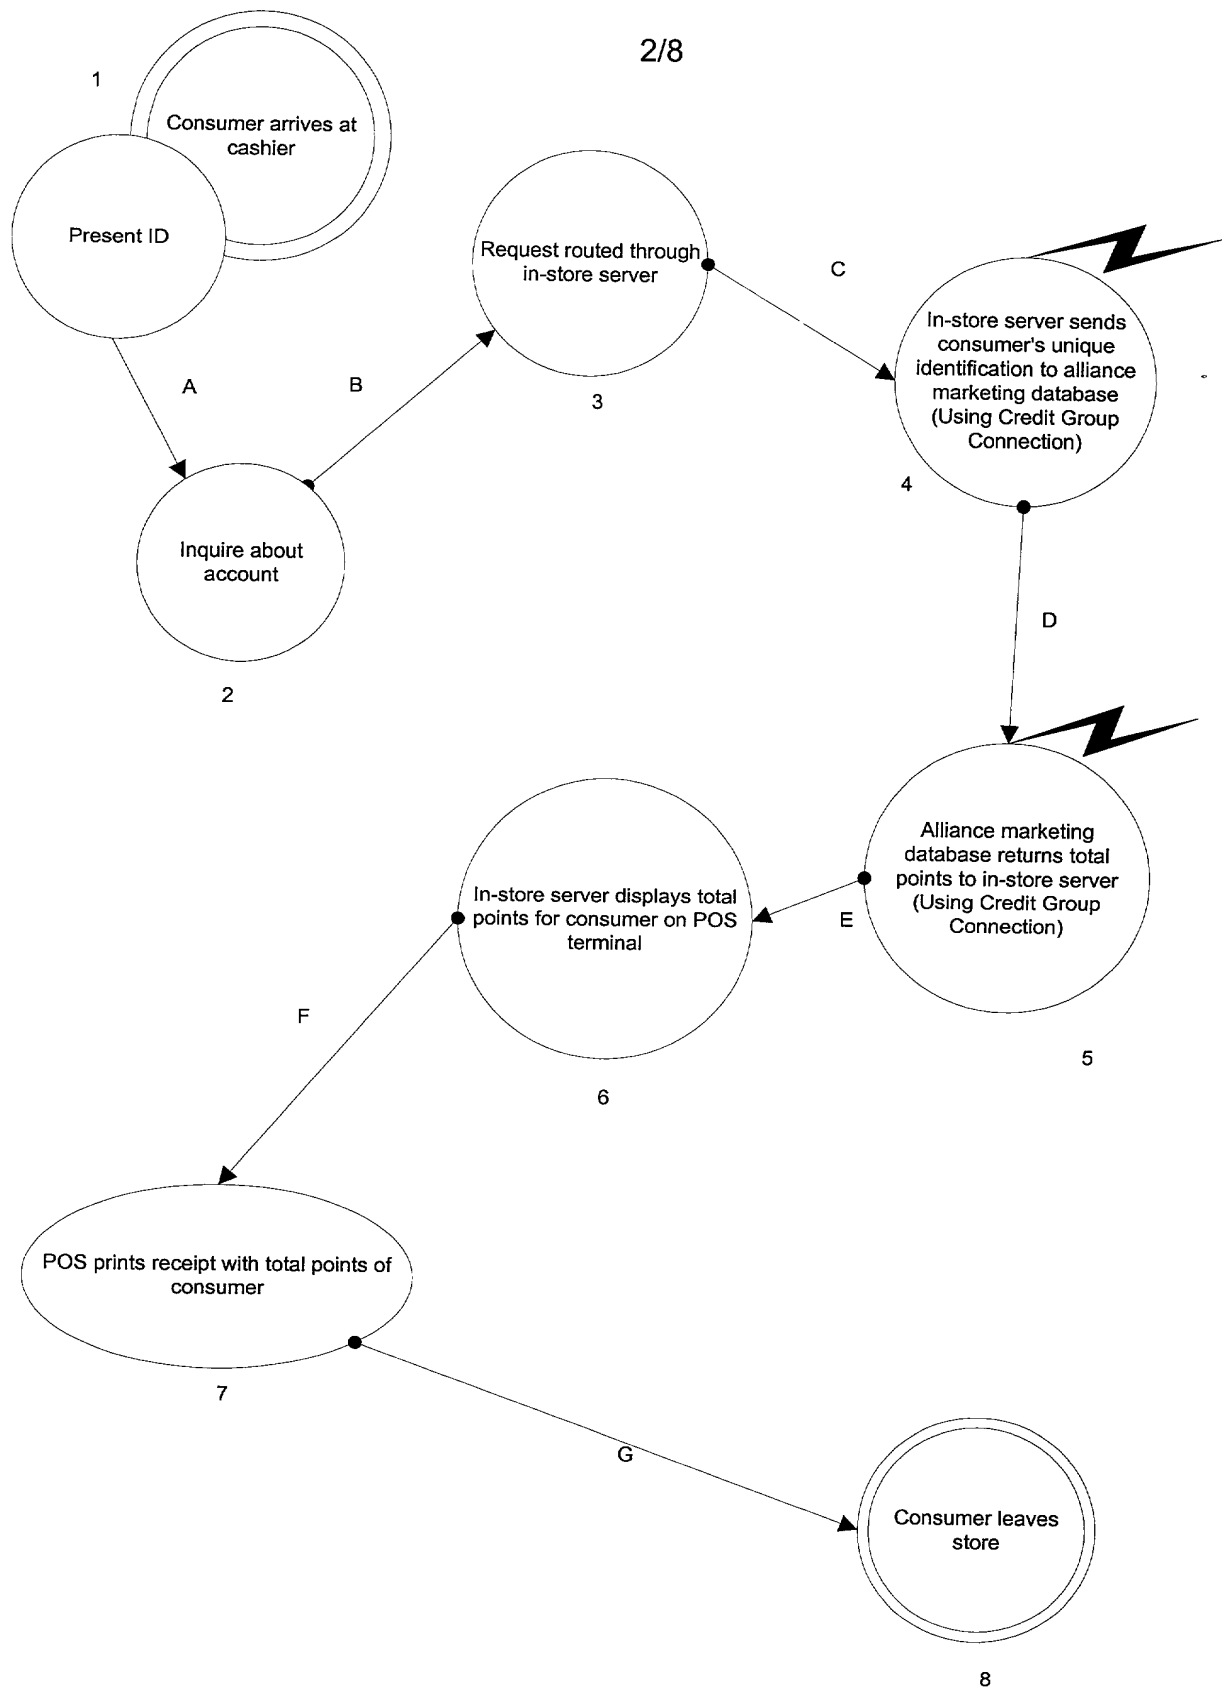 2/8
1
Consumer arrives at
cashier
Present ID
A
Inquire about
account
2
B
Request routed through
in-store server
3
C
In-store server sends
consumer's unique
identification to alliance
marketing database
(Using Credit Group
Connection)
4
D
Alliance marketing
database returns total
points to in-store server
(Using Credit Group
Connection)
5
E
In-store server displays total
points for consumer on POS
terminal
6
F
POS prints receipt with total points of
consumer
7
G
Consumer leaves
store
8